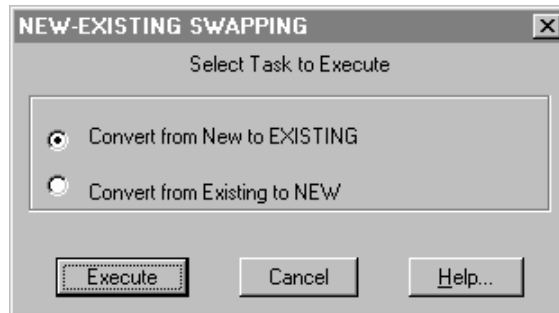 NEW-EXISTING SWAPPING
Select Task to Execute
Convert from New to EXISTING
Convert from Existing to NEW
Execute Cancel Help...